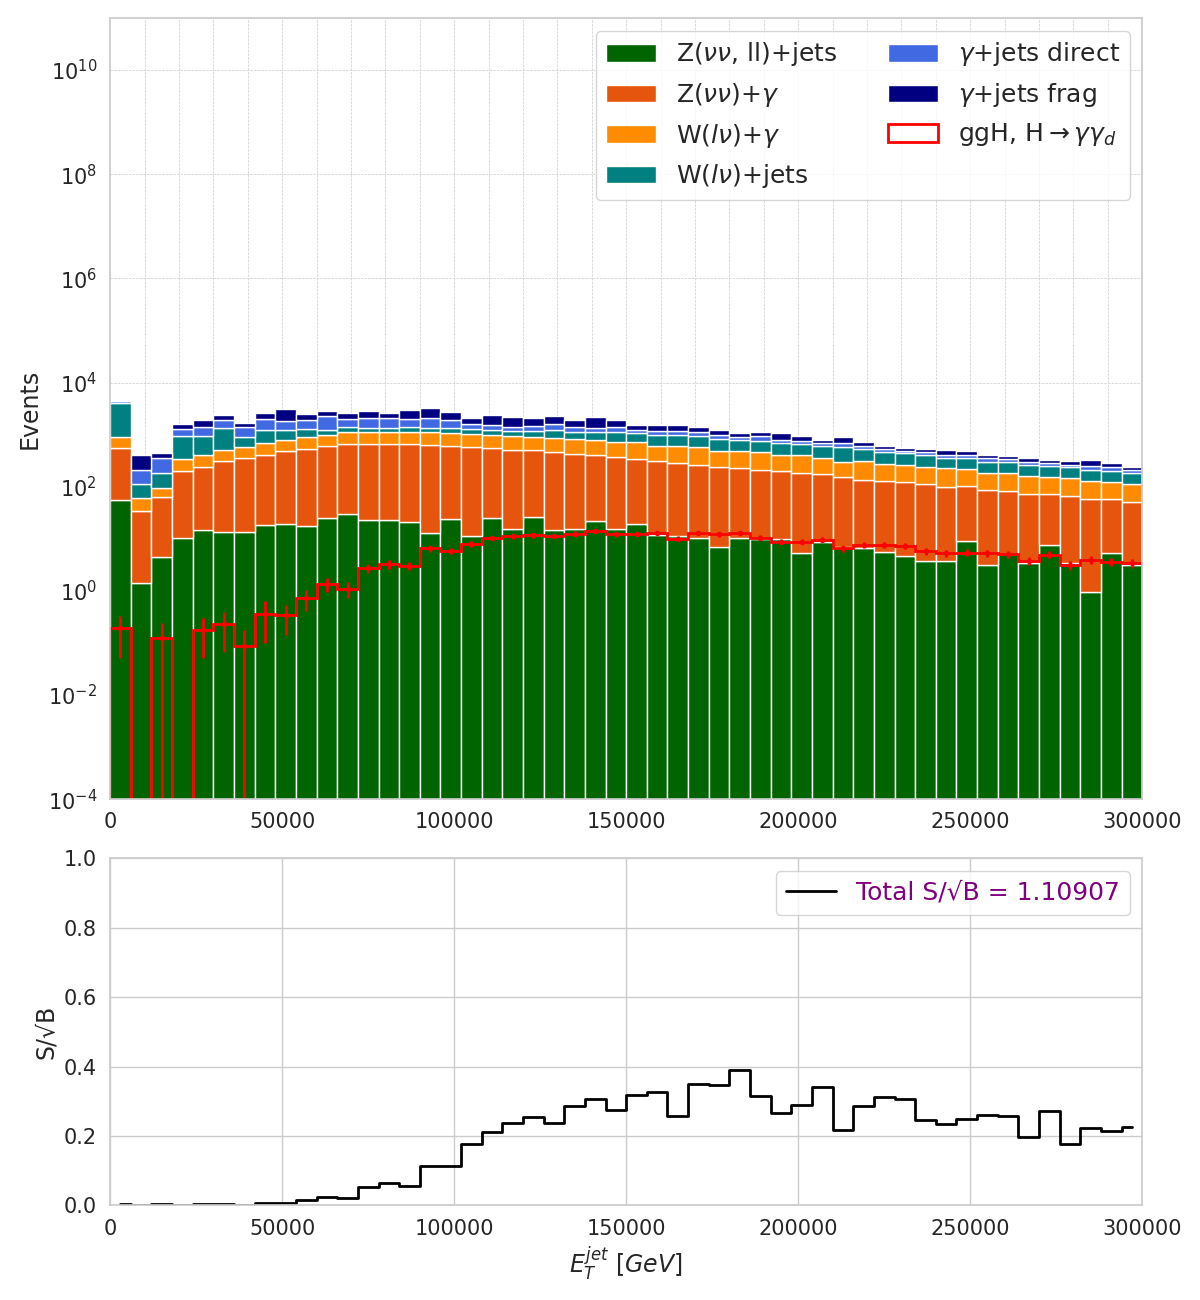 Z(νν, ll)+jets
Z(νν)+γ
W(lν)+γ
W(lν)+jets
γ+jets direct
γ+jets frag
ggH, H→γγ_d
Events
10^10
10^8
10^6
10^4
10^2
10^0
10^−2
10^−4
0 50000 100000 150000 200000 250000 300000
Total S/√B = 1.10907
S/√B
1.0
0.8
0.6
0.4
0.2
0.0
0 50000 100000 150000 200000 250000 300000
E_T^jet [GeV]